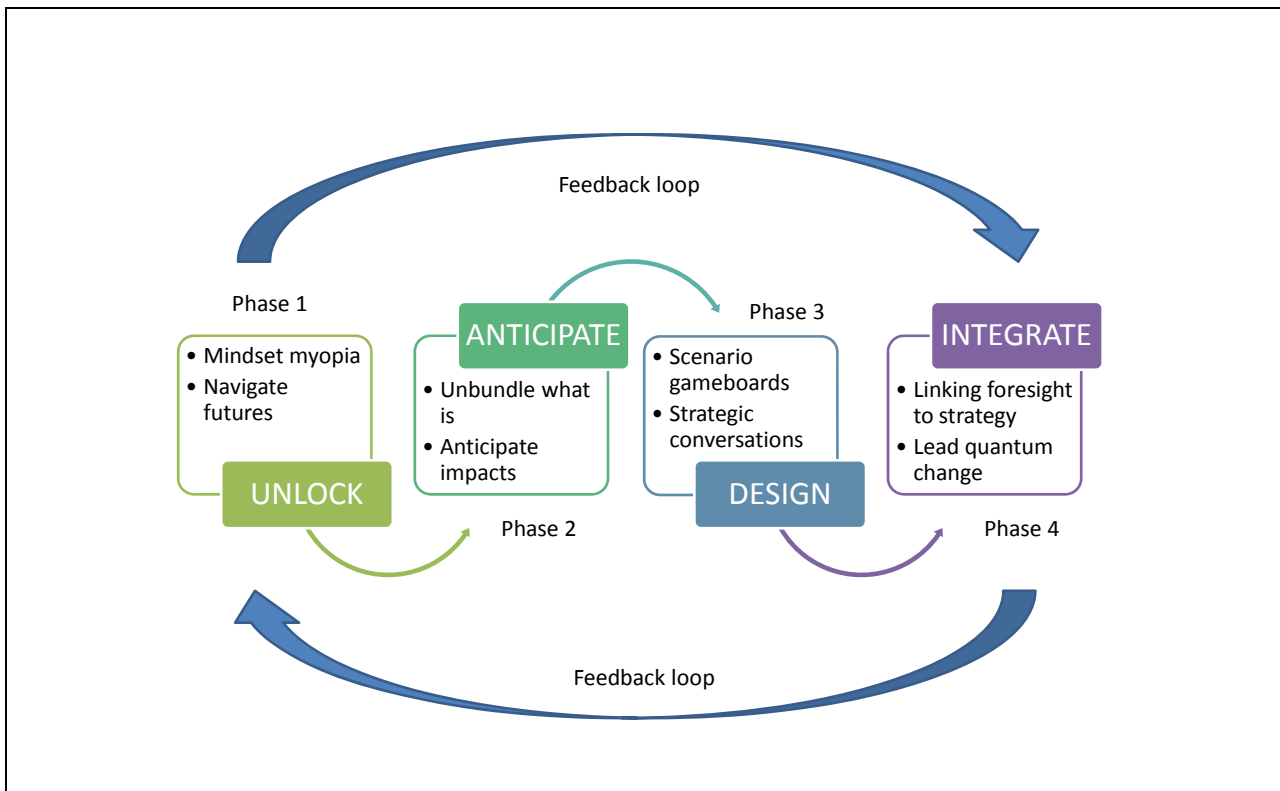 Feedback loop
Phase 1
• Mindset myopia
• Navigate
futures
UNLOCK
ANTICIPATE
• Unbundle what
is
• Anticipate
impacts
Phase 2
Phase 3
• Scenario
gameboards
• Strategic
conversations
DESIGN
INTEGRATE
• Linking foresight
to strategy
• Lead quantum
change
Phase 4
Feedback loop